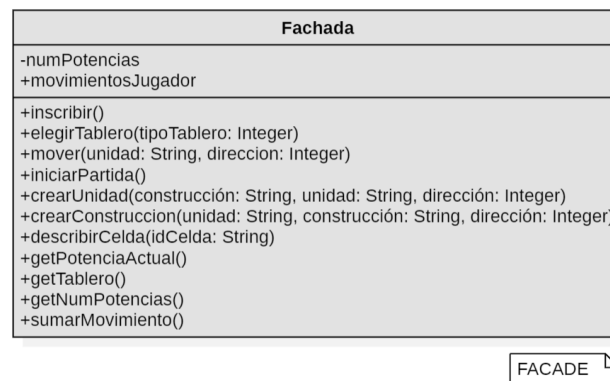 Fachada
-numPotencias
+movimientosJugador
+inscribir()
+elegirTablero(tipoTablero: Integer)
+mover(unidad: String, direccion: Integer)
+iniciarPartida()
+crearUnidad(construcción: String, unidad: String, dirección: Integer)
+crearConstruccion(unidad: String, construcción: String, dirección: Integer)
+describirCelda(idCelda: String)
+getPotenciaActual()
+getTablero()
+getNumPotencias()
+sumarMovimiento()
FACADE